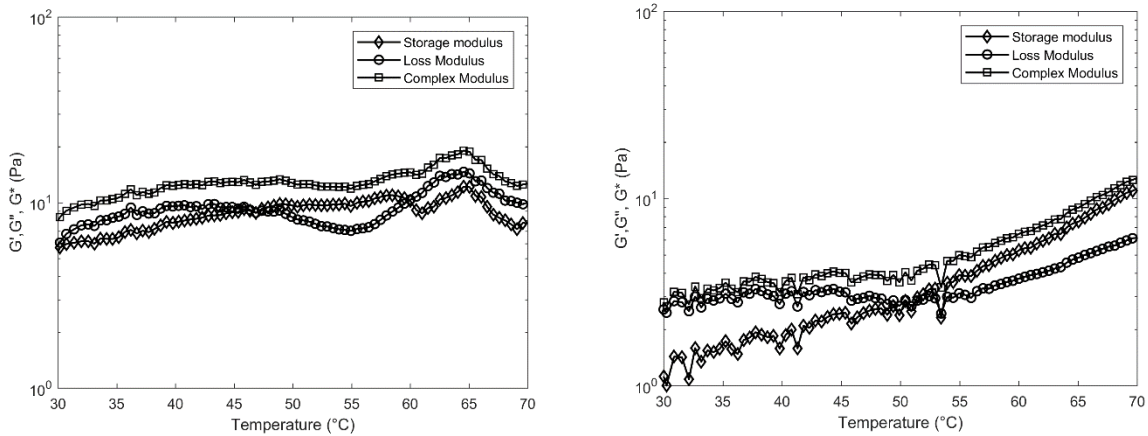 10²
Storage modulus
Loss Modulus
Complex Modulus
G',G'', G* (Pa)
10¹
10⁰
30 35 40 45 50 55 60 65 70
Temperature (°C)
10²
Storage modulus
Loss Modulus
Complex Modulus
G',G'', G* (Pa)
10¹
10⁰
30 35 40 45 50 55 60 65 70
Temperature (°C)